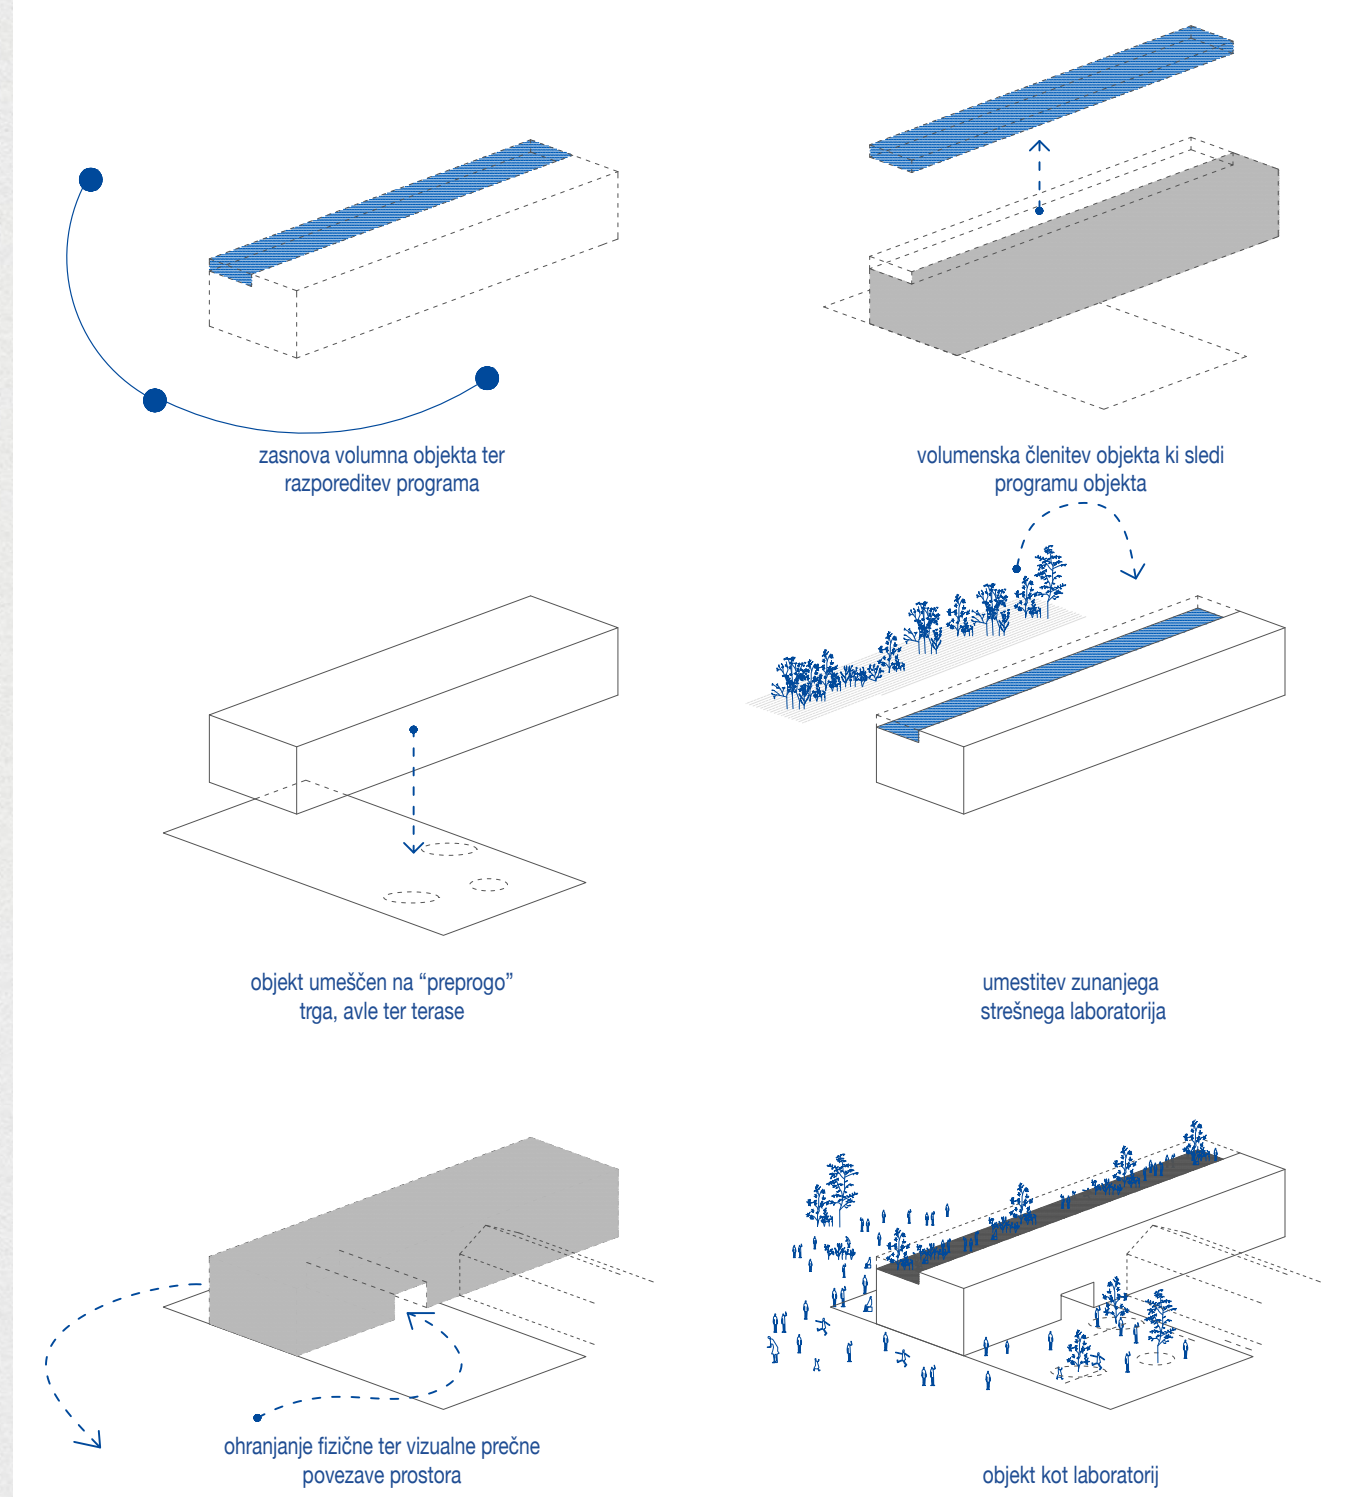 zasnova volumna objekta ter
razporeditev programa
volumenska členitev objekta ki sledi
programu objekta
objekt umeščen na “preprogo”
trga, avle ter terase
umestitev zunanjega
strešnega laboratorija
ohranjanje fizične ter vizualne prečne
povezave prostora
objekt kot laboratorij